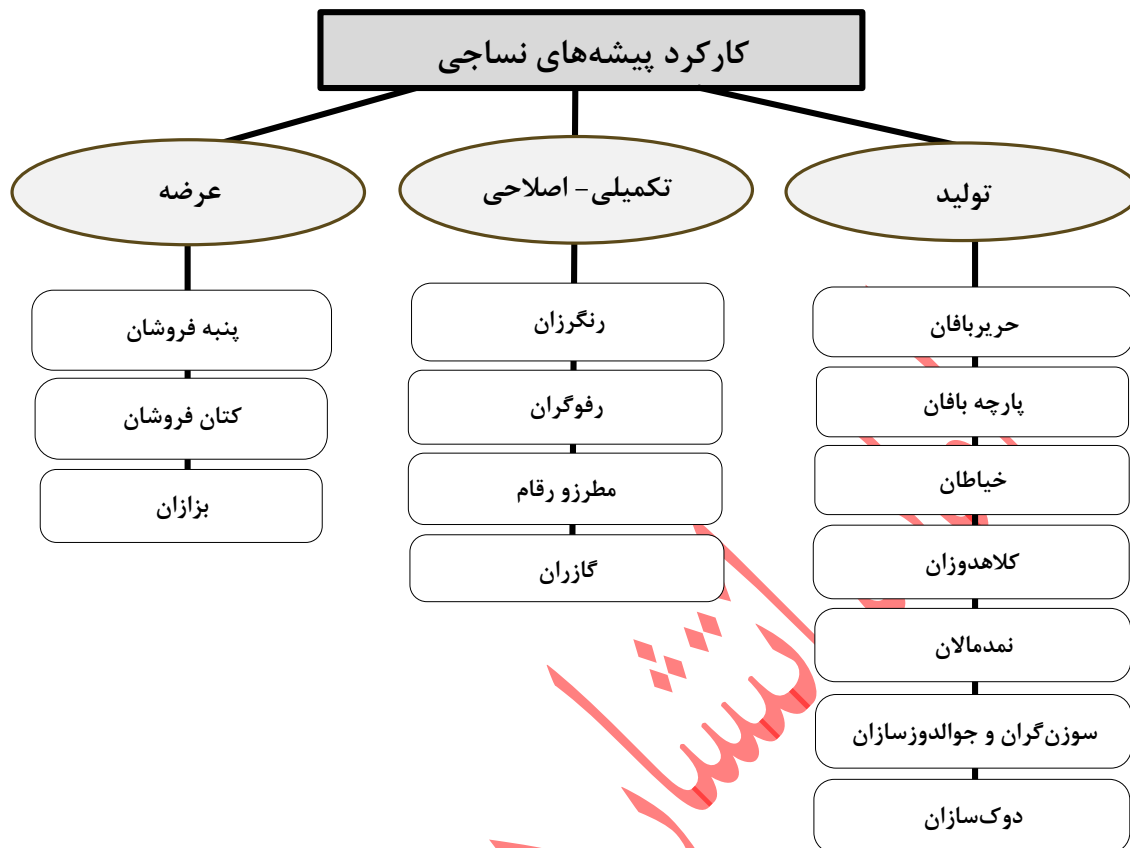 کارکرد پیشه‌های نساجی
تولید
تکمیلی- اصلاحی
عرضه
حریربافان
پارچه بافان
خیاطان
کلاهدوزان
نمدمالان
سوزن‌گران و جوالدوزسازان
دوک‌سازان
رنگرزان
رفوگران
مطرزو رقام
گازران
پنبه فروشان
کتان فروشان
بزازان